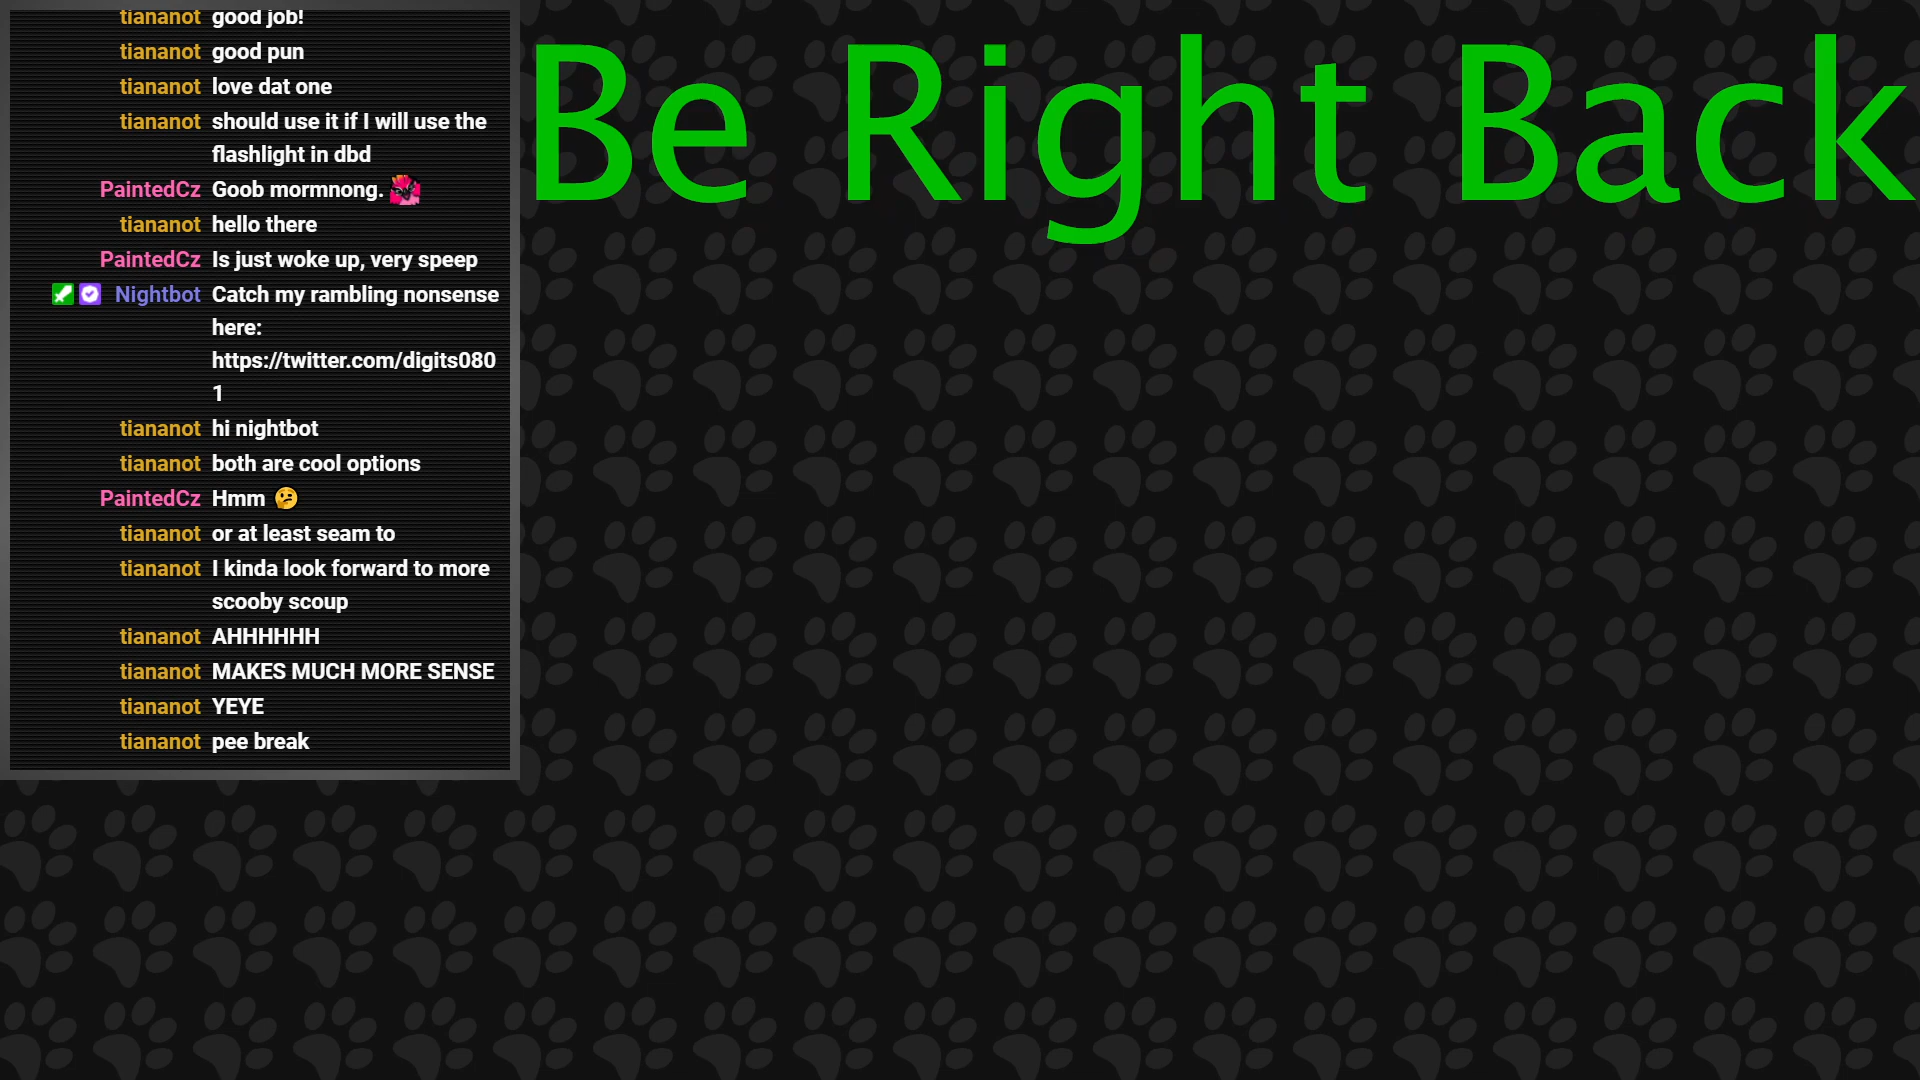 tiananot good job!
tiananot good pun
tiananot love dat one
tiananot should use it if I will use the
flashlight in dbd
PaintedCz Goob mormnong.
tiananot hello there
PaintedCz Is just woke up, very speep
Nightbot Catch my rambling nonsense
here:
https://twitter.com/digits080
1
tiananot hi nightbot
tiananot both are cool options
PaintedCz Hmm 🤔
tiananot or at least seam to
tiananot I kinda look forward to more
scooby scoup
tiananot AHHHHHH
tiananot MAKES MUCH MORE SENSE
tiananot YEYE
tiananot pee break
Be Right Back